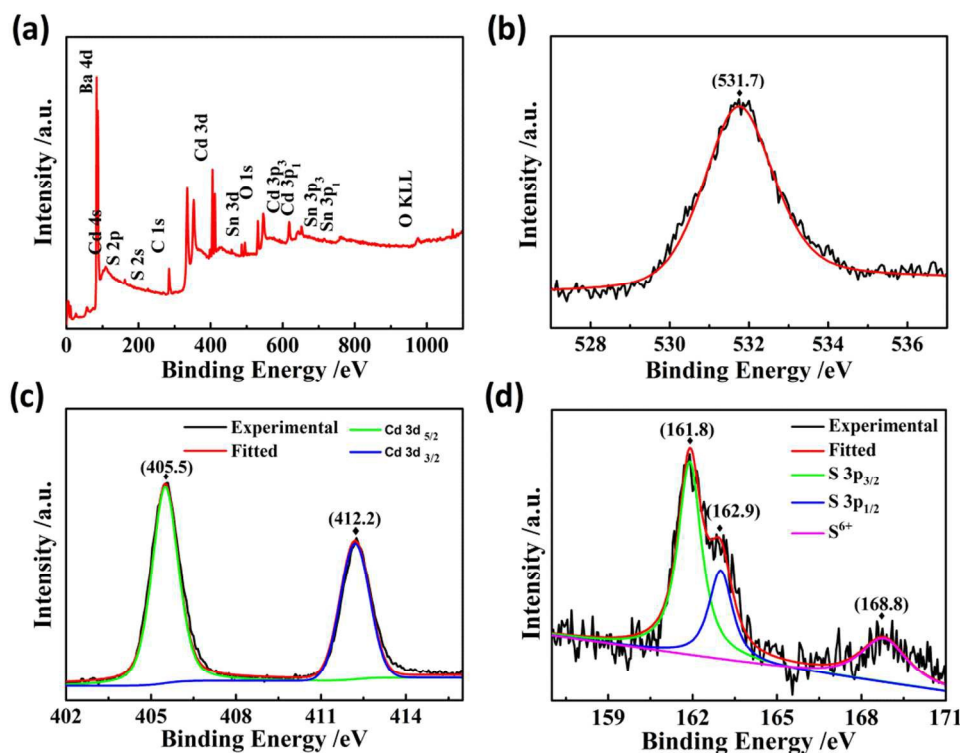 (a)
Intensity /a.u.
Ba 4d
Cd 4s
S 2p
S 2s
C 1s
Cd 3d
Sn 3d
O 1s
Cd 3p3
Cd 3p1
Sn 3p3
Sn 3p1
O KLL
0 200 400 600 800 1000
Binding Energy /eV
(b)
Intensity /a.u.
(531.7)
528 530 532 534 536
Binding Energy /eV
(c)
Intensity /a.u.
Experimental
Fitted
Cd 3d 5/2
Cd 3d 3/2
(405.5)
(412.2)
402 405 408 411 414
Binding Energy /eV
(d)
Intensity /a.u.
(161.8)
(162.9)
(168.8)
Experimental
Fitted
S 3p3/2
S 3p1/2
S6+
159 162 165 168 171
Binding Energy /eV